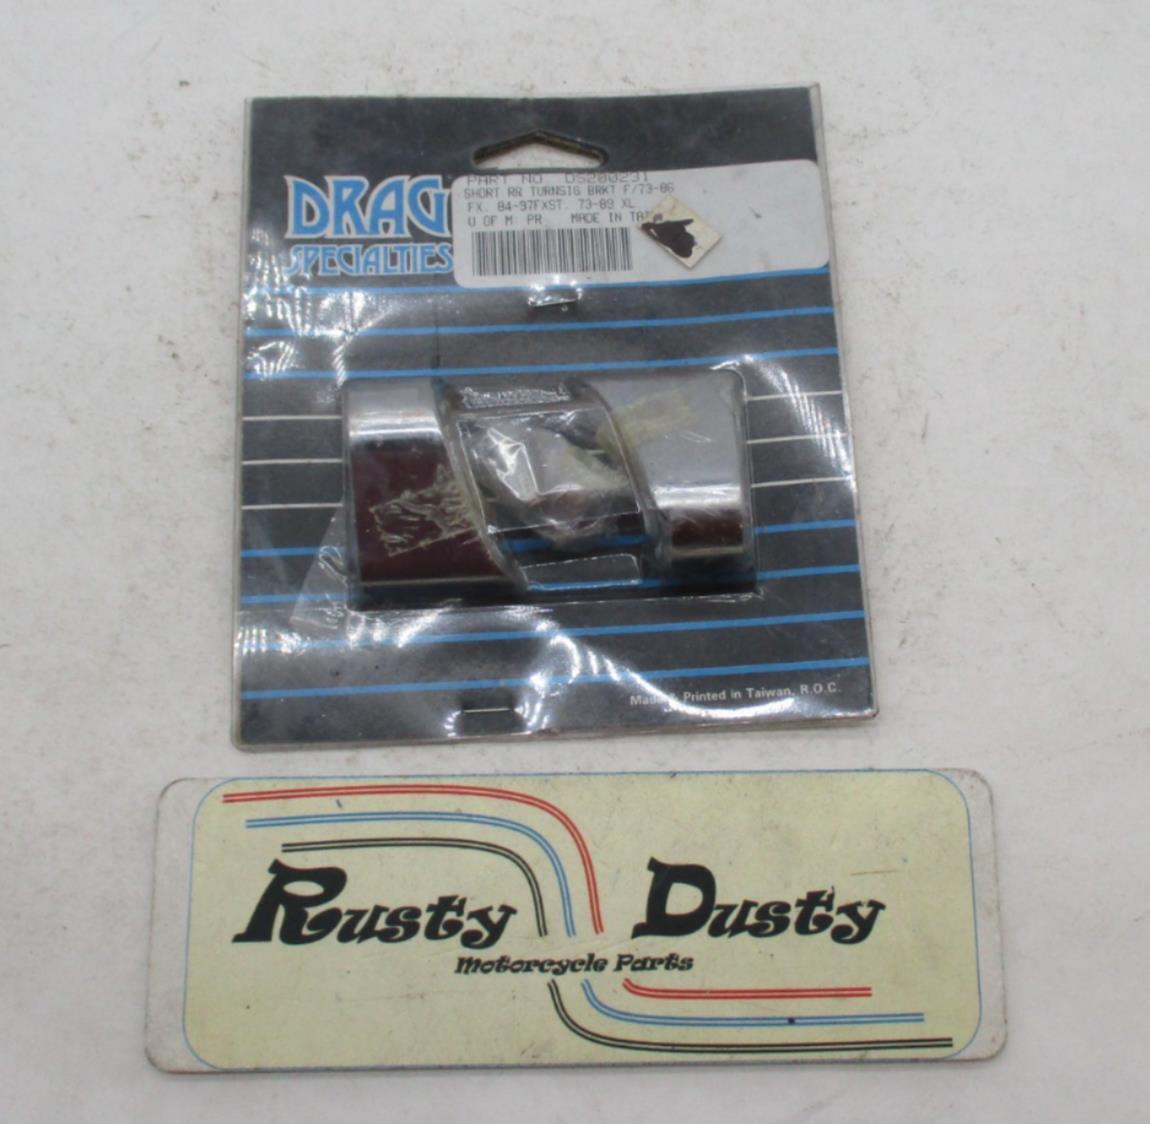 DRAG
SPECIALTIES
PART NO DS280231
SHORT RR TURNSIG BRKT F/73-86
FX. 84-97FXST. 73-89 XL
U OF M: PR MADE IN
Made & Printed in Taiwan, R.O.C.
Rusty Dusty
Motorcycle Parts